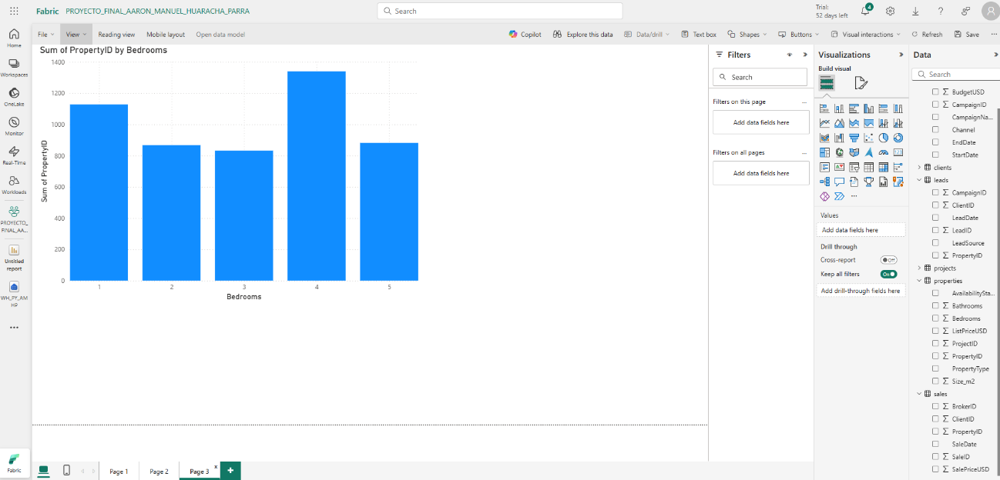 Fabric PROYECTO_FINAL_AARON_MANUEL_HUARACHA_PARRA
Search
Trial:
52 days left
4
Home
Workspaces
OneLake
Monitor
Real-Time
Workloads
PROYECTO_
FINAL_AA...
Untitled
report
WH_PY_AM
HP
...
Fabric
File View Reading view Mobile layout Open data model
Copilot Explore this data Data/drill Text box Shapes Buttons Visual interactions Refresh Save ...
Sum of PropertyID by Bedrooms
1400
1200
1000
800
600
400
200
0
Sum of PropertyID
1 2 3 4 5
Bedrooms
Page 1 Page 2 Page 3 x +
Filters
Search
Filters on this page ...
Add data fields here
Filters on all pages ...
Add data fields here
Visualizations
Build visual
123
...
Values
Add data fields here
Drill through
Cross-report Off
Keep all filters On
Add drill-through fields here
Data
Search
BudgetUSD
CampaignID
CampaignNa...
Channel
EndDate
StartDate
clients
leads
CampaignID
ClientID
LeadDate
LeadID
LeadSource
PropertyID
projects
properties
AvailabilitySta...
Bathrooms
Bedrooms
ListPriceUSD
ProjectID
PropertyID
PropertyType
Size_m2
sales
BrokerID
ClientID
PropertyID
SaleDate
SaleID
SalePriceUSD